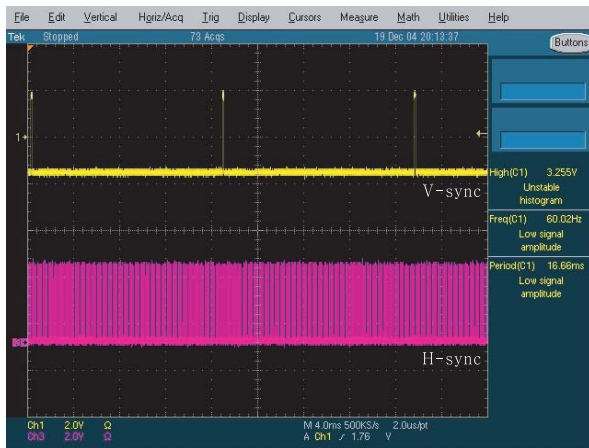 File Edit Vertical Horiz/Acq Trig Display Cursors Measure Math Utilities Help
Tek Stopped 73 Acqs 19 Dec 04 20:13:37
Buttons
1
High(C1) 3.255V
Unstable
histogram
V-sync
Freq(C1) 60.02Hz
Low signal
amplitude
Period(C1) 16.66ms
Low signal
amplitude
H-sync
Ch1 2.0V Ω M 4.0ms 500KS/s 2.0us/pt
Ch3 2.0V Ω A Ch1 1.76 V